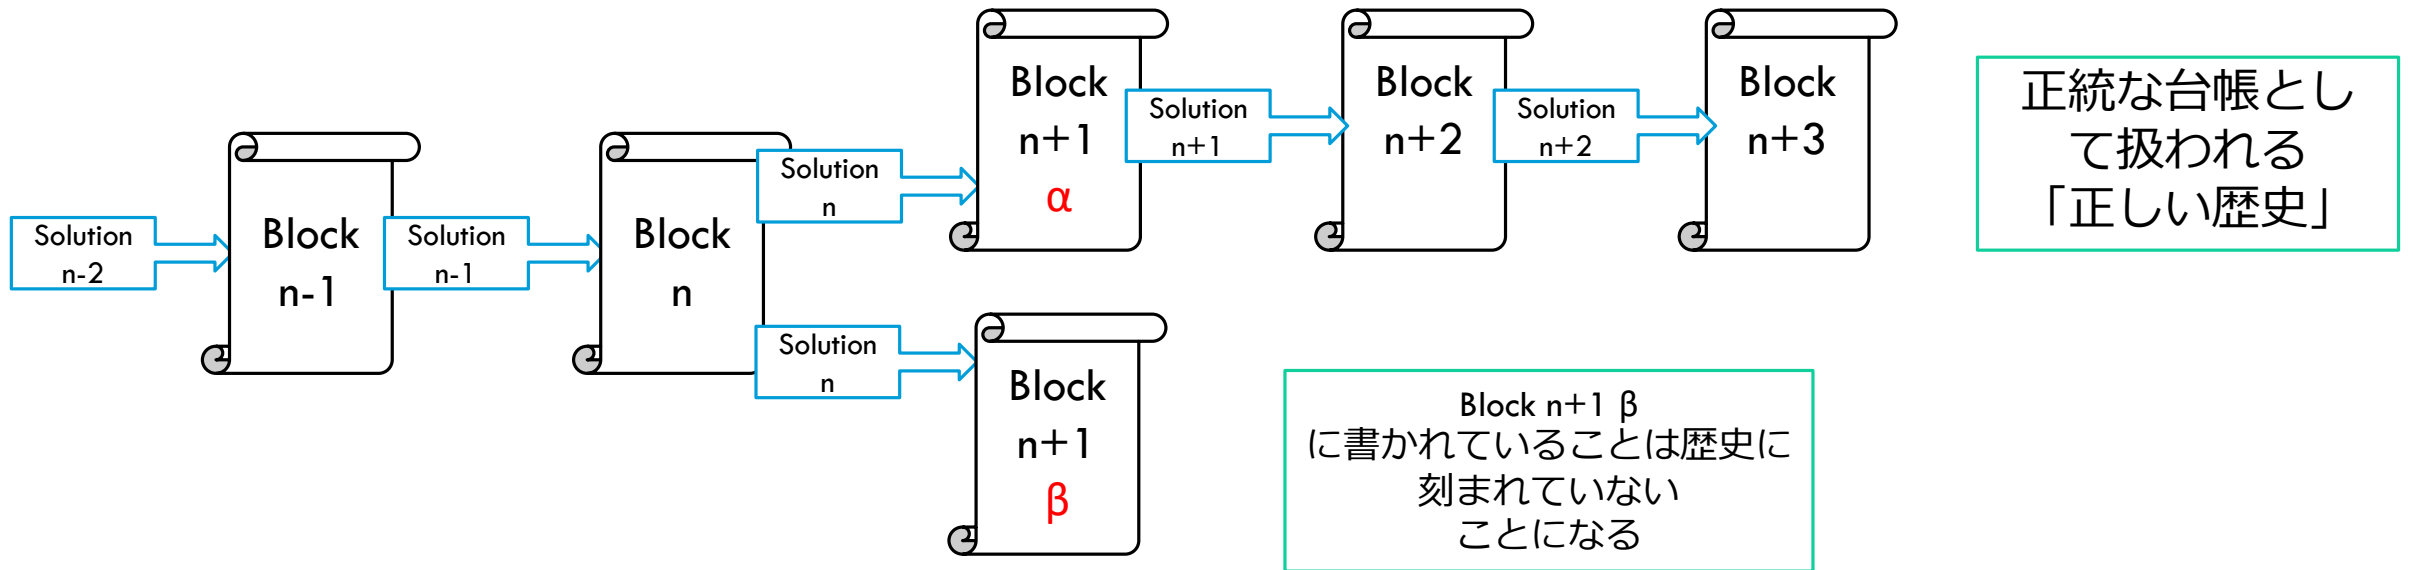 Solution
n-2
Block
n-1
Solution
n-1
Block
n
Solution
n
Block
n+1
α
Solution
n+1
Block
n+2
Solution
n+2
Block
n+3
正統な台帳とし
て扱われる
「正しい歴史」
Solution
n
Block
n+1
β
Block n+1 β
に書かれていることは歴史に
刻まれていない
ことになる